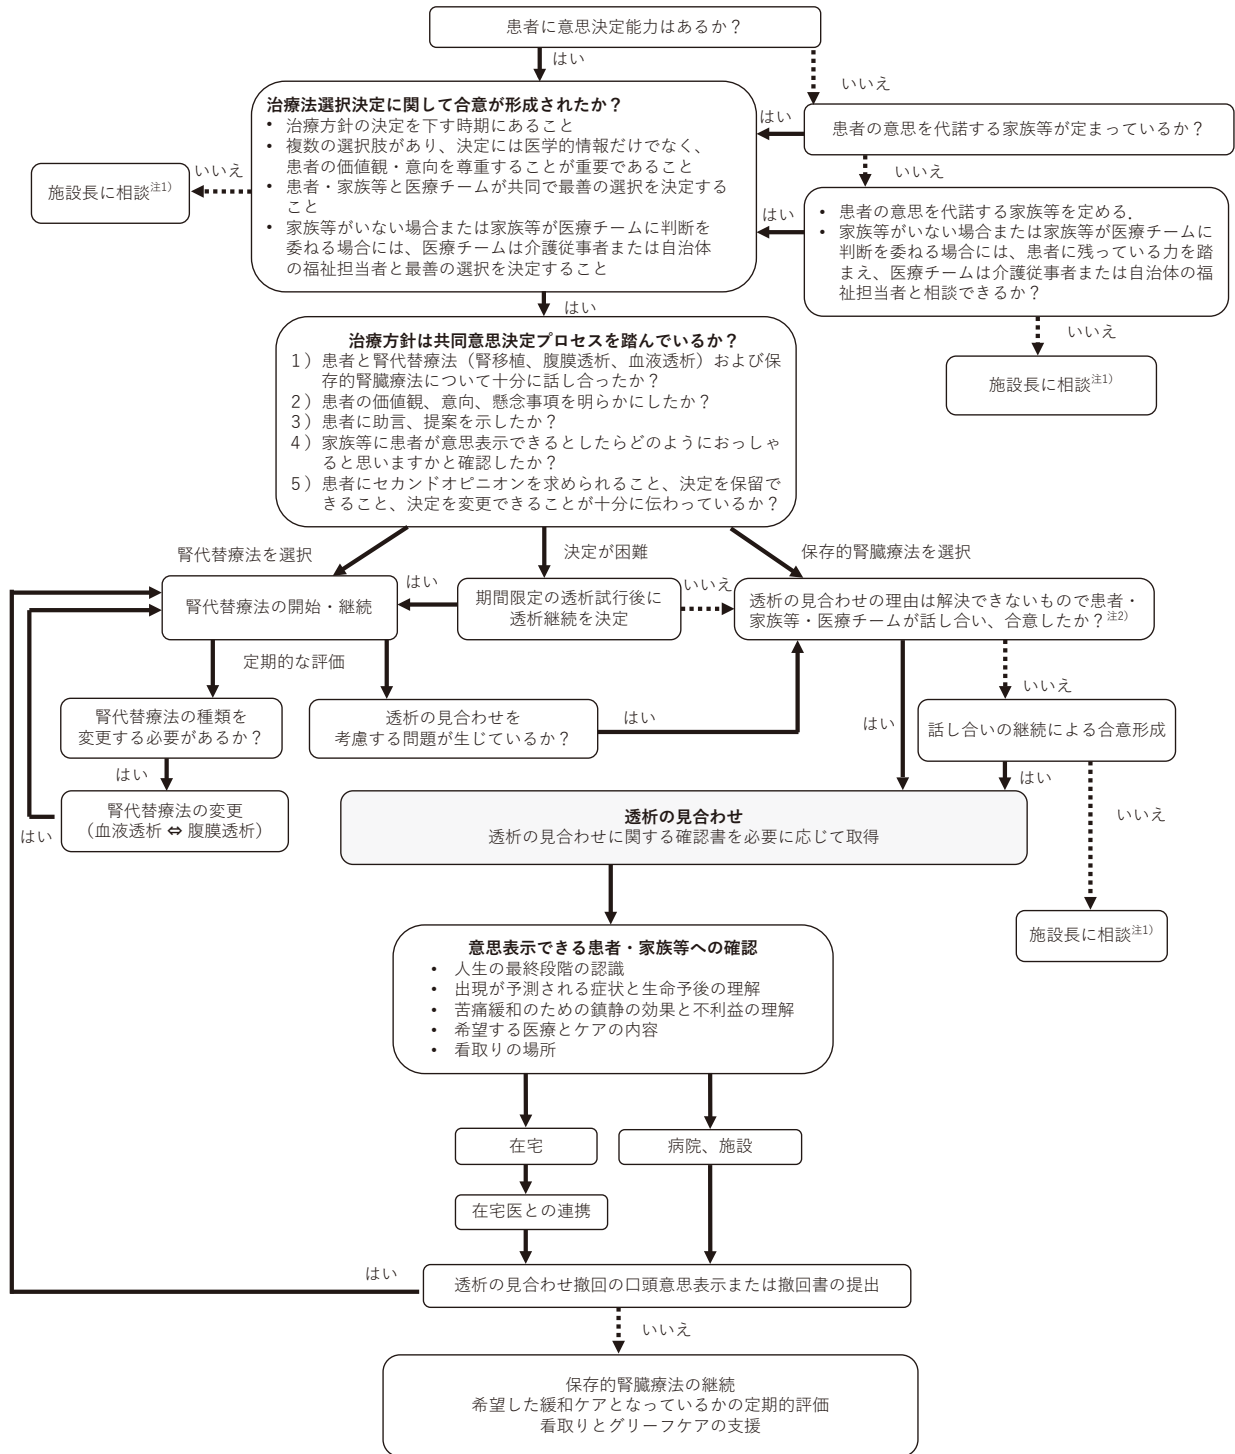 患者に意思決定能力はあるか？
はい
いいえ
治療法選択決定に関して合意が形成されたか？
• 治療方針の決定を下す時期にあること
• 複数の選択肢があり、決定には医学的情報だけでなく、
患者の価値観・意向を尊重することが重要であること
• 患者・家族等と医療チームが共同で最善の選択を決定する
こと
• 家族等がいない場合または家族等が医療チームに判断を
委ねる場合には、医療チームは介護従事者または自治体
の福祉担当者と最善の選択を決定すること
はい
患者の意思を代諾する家族等が定まっているか？
いいえ
施設長に相談注1)
いいえ
はい
• 患者の意思を代諾する家族等を定める.
• 家族等がいない場合または家族等が医療チームに
判断を委ねる場合には、患者に残っている力を踏
まえ、医療チームは介護従事者または自治体の福
祉担当者と相談できるか？
はい
いいえ
施設長に相談注1)
治療方針は共同意思決定プロセスを踏んでいるか？
1）患者と腎代替療法（腎移植、腹膜透析、血液透析）および保
存的腎臓療法について十分に話し合ったか？
2）患者の価値観、意向、懸念事項を明らかにしたか？
3）患者に助言、提案を示したか？
4）家族等に患者が意思表示できるとしたらどのようにおっしゃ
ると思いますかと確認したか？
5）患者にセカンドオピニオンを求められること、決定を保留で
きること、決定を変更できることが十分に伝わっているか？
腎代替療法を選択
決定が困難
保存的腎臓療法を選択
腎代替療法の開始・継続
はい
期間限定の透析試行後に
透析継続を決定
いいえ
透析の見合わせの理由は解決できないもので患者・
家族等・医療チームが話し合い、合意したか？注2)
定期的な評価
いいえ
腎代替療法の種類を
変更する必要があるか？
透析の見合わせを
考慮する問題が生じているか？
はい
はい
話し合いの継続による合意形成
はい
はい
いいえ
腎代替療法の変更
（血液透析 ⇔ 腹膜透析）
はい
透析の見合わせ
透析の見合わせに関する確認書を必要に応じて取得
施設長に相談注1)
意思表示できる患者・家族等への確認
• 人生の最終段階の認識
• 出現が予測される症状と生命予後の理解
• 苦痛緩和のための鎮静の効果と不利益の理解
• 希望する医療とケアの内容
• 看取りの場所
在宅
病院、施設
在宅医との連携
はい
透析の見合わせ撤回の口頭意思表示または撤回書の提出
いいえ
保存的腎臓療法の継続
希望した緩和ケアとなっているかの定期的評価
看取りとグリーフケアの支援